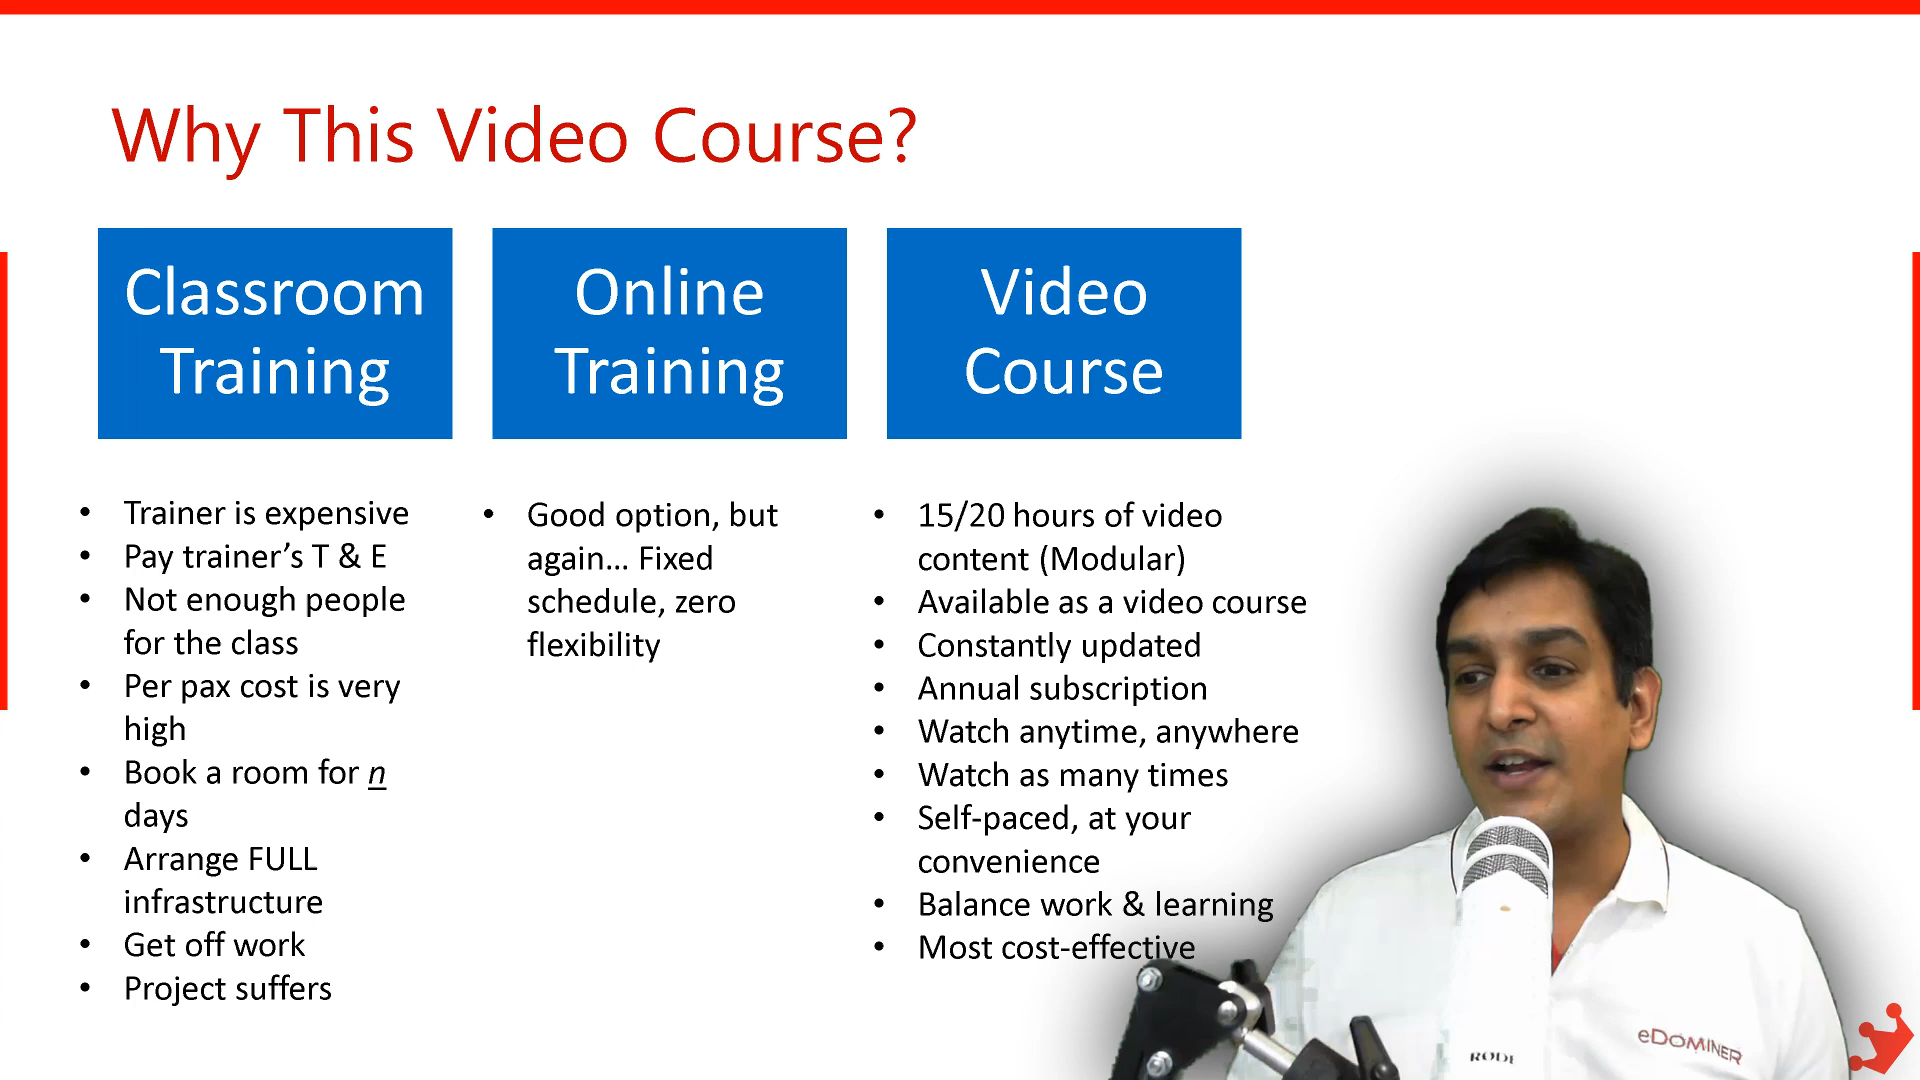 Why This Video Course?
Classroom
Training
Online
Training
Video
Course
• Trainer is expensive
• Pay trainer’s T & E
• Not enough people
for the class
• Per pax cost is very
high
• Book a room for n
days
• Arrange FULL
infrastructure
• Get off work
• Project suffers
• Good option, but
again... Fixed
schedule, zero
flexibility
• 15/20 hours of video
content (Modular)
• Available as a video course
• Constantly updated
• Annual subscription
• Watch anytime, anywhere
• Watch as many times
• Self-paced, at your
convenience
• Balance work & learning
• Most cost-effective
RODE
eDOMINER